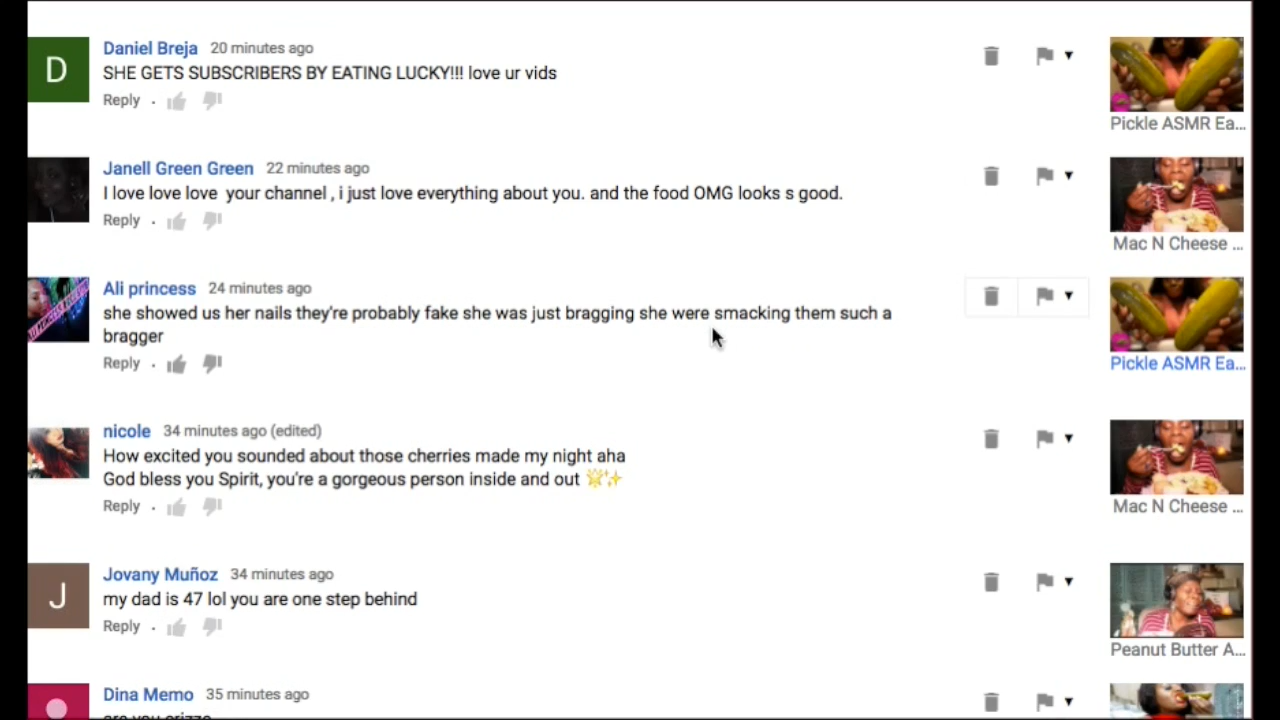 D
Daniel Breja 20 minutes ago
SHE GETS SUBSCRIBERS BY EATING LUCKY!!! love ur vids
Reply
Pickle ASMR Ea...
Janell Green Green 22 minutes ago
I love love love your channel , i just love everything about you. and the food OMG looks s good.
Reply
Mac N Cheese ...
Ali princess 24 minutes ago
she showed us her nails they're probably fake she was just bragging she were smacking them such a
bragger
Reply
Pickle ASMR Ea...
nicole 34 minutes ago (edited)
How excited you sounded about those cherries made my night aha
God bless you Spirit, you're a gorgeous person inside and out 🌟✨
Reply
Mac N Cheese ...
J
Jovany Muñoz 34 minutes ago
my dad is 47 lol you are one step behind
Reply
Peanut Butter A...
Dina Memo 35 minutes ago